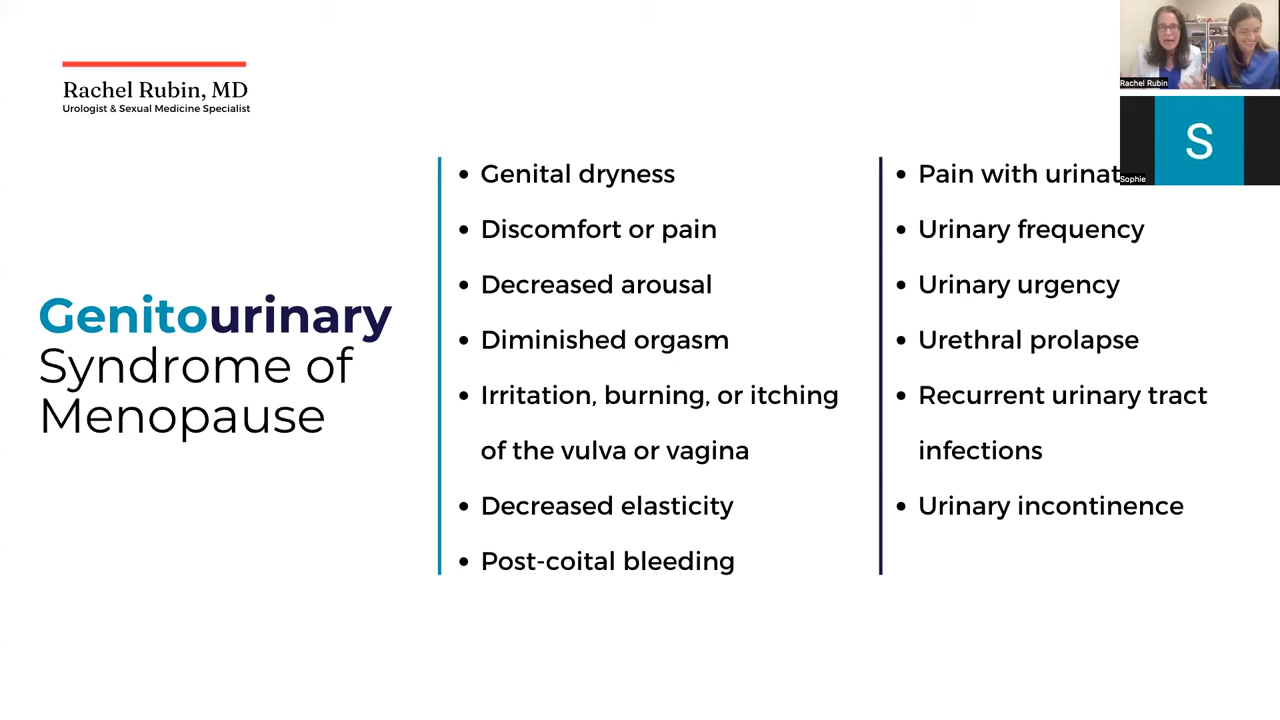 Rachel Rubin, MD
Urologist & Sexual Medicine Specialist
Genitourinary
Syndrome of
Menopause
• Genital dryness
• Discomfort or pain
• Decreased arousal
• Diminished orgasm
• Irritation, burning, or itching
of the vulva or vagina
• Decreased elasticity
• Post-coital bleeding
• Pain with urinat
• Urinary frequency
• Urinary urgency
• Urethral prolapse
• Recurrent urinary tract
infections
• Urinary incontinence
Rachel Rubin
S
Sophie